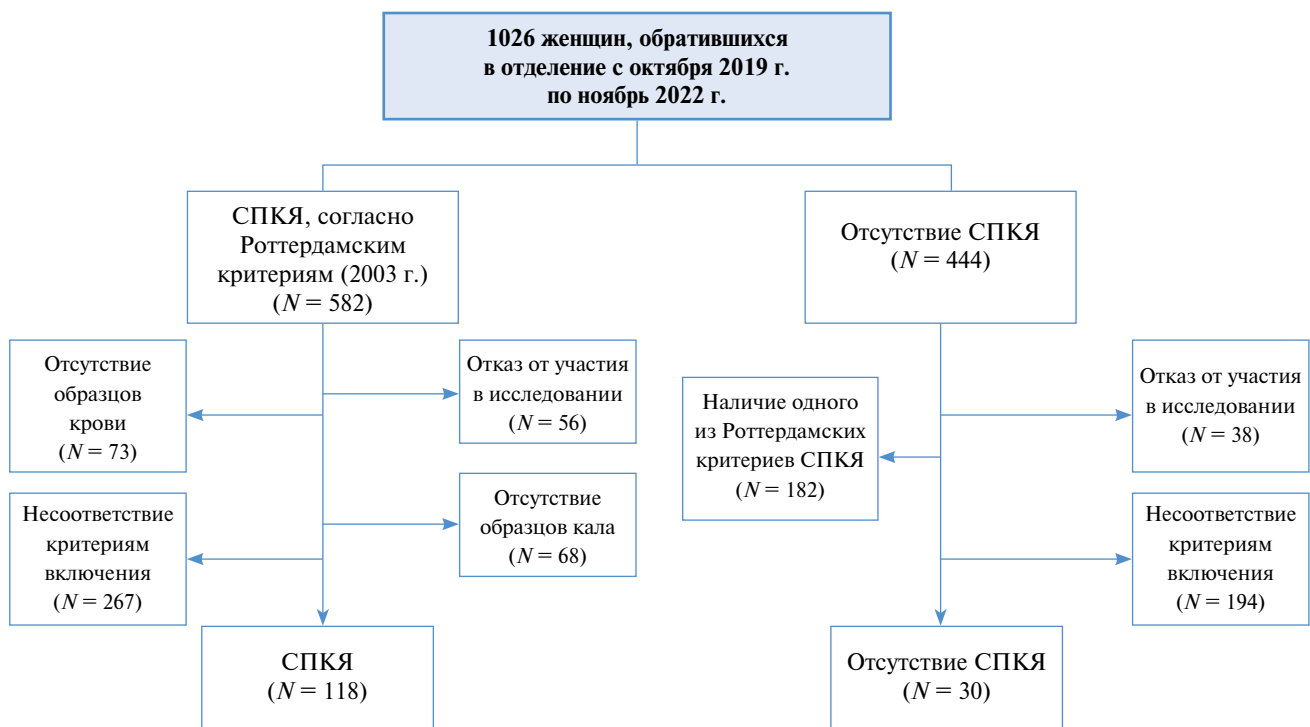 1026 женщин, обратившихся
в отделение с октября 2019 г.
по ноябрь 2022 г.
СПКЯ, согласно
Роттердамским
критериям (2003 г.)
(N = 582)
Отсутствие СПКЯ
(N = 444)
Отсутствие
образцов
крови
(N = 73)
Отказ от участия
в исследовании
(N = 56)
Наличие одного
из Роттердамских
критериев СПКЯ
(N = 182)
Отказ от участия
в исследовании
(N = 38)
Несоответствие
критериям
включения
(N = 267)
Отсутствие
образцов кала
(N = 68)
Несоответствие
критериям
включения
(N = 194)
СПКЯ
(N = 118)
Отсутствие СПКЯ
(N = 30)